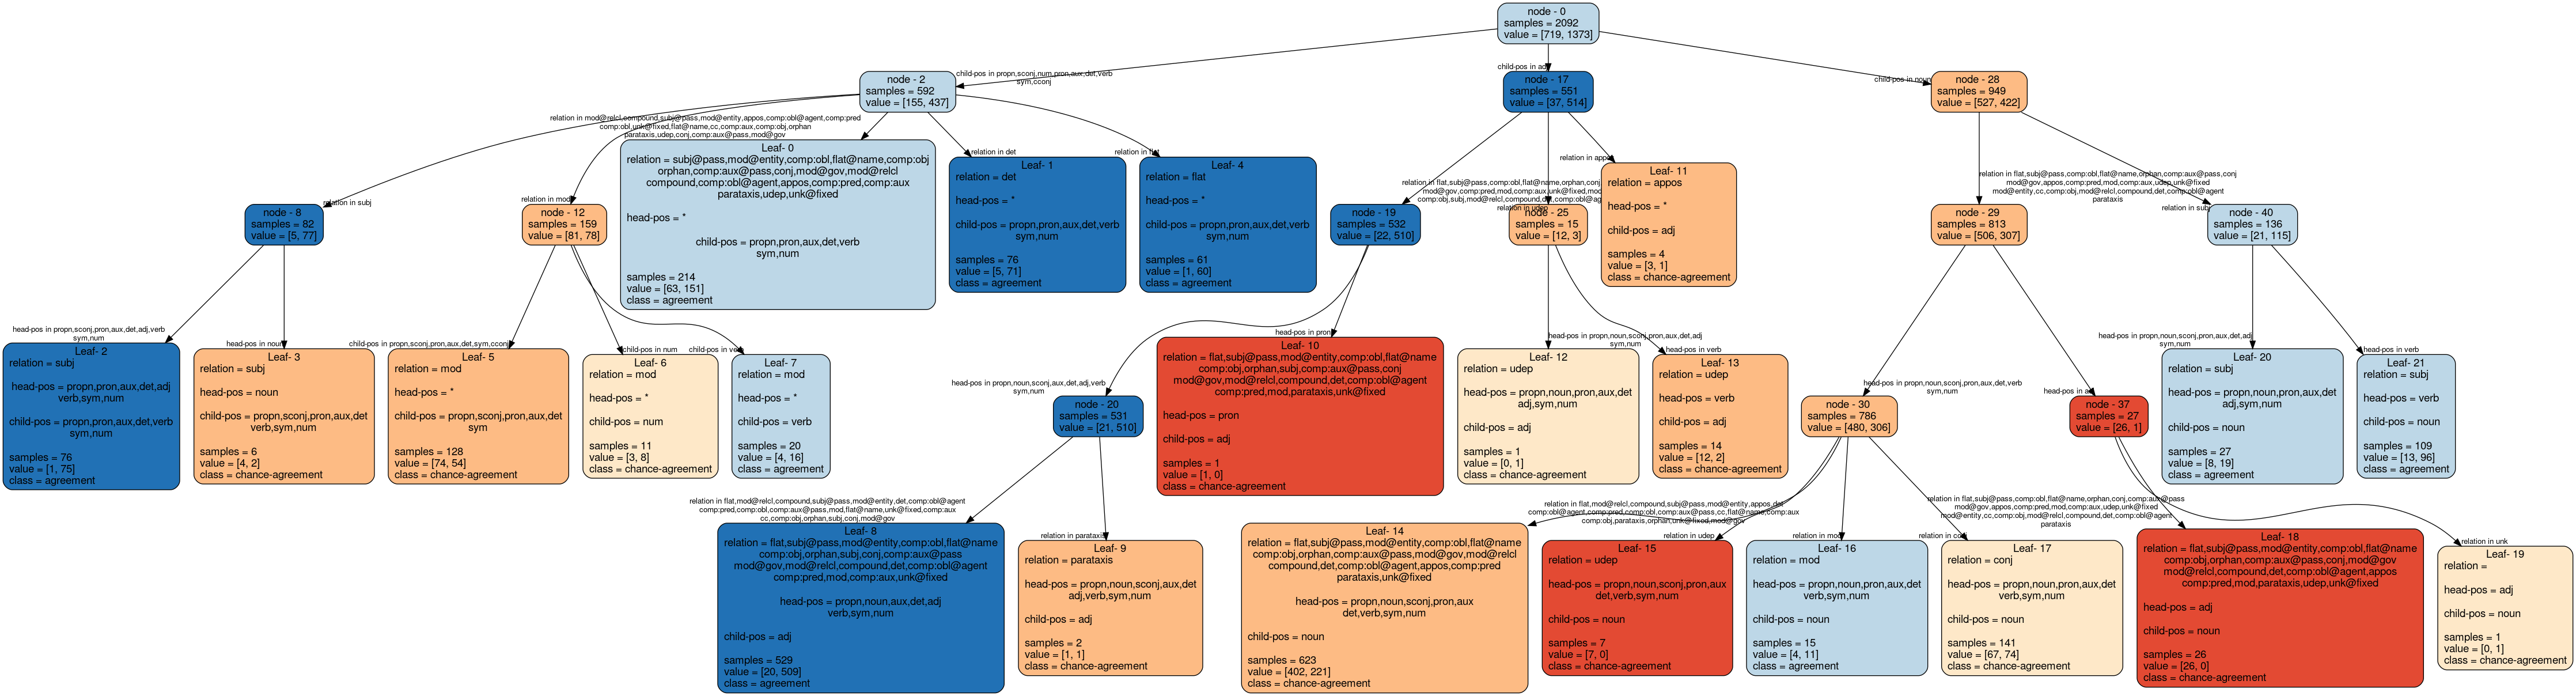 node - 0
samples = 2092
value = [719, 1373]
child-pos in propn,sconj,num,pron,aux,det,verb
sym,cconj
child-pos in adj
child-pos in noun
node - 2
samples = 592
value = [155, 437]
node - 17
samples = 551
value = [37, 514]
node - 28
samples = 949
value = [527, 422]
relation in mod@relcl,compound,subj@pass,mod@entity,appos,comp:obl@agent,comp:pred
comp:obl,unk@fixed,flat@name,cc,comp:aux,comp:obj,orphan
parataxis,udep,conj,comp:aux@pass,mod@gov
Leaf- 0
relation = subj@pass,mod@entity,comp:obl,flat@name,comp:obj
orphan,comp:aux@pass,conj,mod@gov,mod@relcl
compound,comp:obl@agent,appos,comp:pred,comp:aux
parataxis,udep,unk@fixed
head-pos = *
child-pos = propn,pron,aux,det,verb
sym,num
samples = 214
value = [63, 151]
class = agreement
relation in det
Leaf- 1
relation = det
head-pos = *
child-pos = propn,pron,aux,det,verb
sym,num
samples = 76
value = [5, 71]
class = agreement
relation in flat
Leaf- 4
relation = flat
head-pos = *
child-pos = propn,pron,aux,det,verb
sym,num
samples = 61
value = [1, 60]
class = agreement
relation in appos
Leaf- 11
relation = appos
head-pos = *
child-pos = adj
samples = 4
value = [3, 1]
class = chance-agreement
relation in subj
node - 8
samples = 82
value = [5, 77]
relation in mod
node - 12
samples = 159
value = [81, 78]
relation in flat,subj@pass,comp:obl,flat@name,orphan,conj
mod@gov,comp:pred,mod,comp:aux,unk@fixed,mod
comp:obj,subj,mod@relcl,compound,det,comp:obl@ag
node - 19
samples = 532
value = [22, 510]
relation in udep
node - 25
samples = 15
value = [12, 3]
relation in flat,subj@pass,comp:obl,flat@name,orphan,conj,comp:aux@pass
mod@gov,appos,comp:pred,mod,comp:aux,udep,unk@fixed
mod@entity,cc,comp:obj,mod@relcl,compound,det,comp:obl@agent
parataxis
node - 29
samples = 813
value = [506, 307]
relation in subj
node - 40
samples = 136
value = [21, 115]
head-pos in propn,sconj,pron,aux,det,adj,verb
sym,num
Leaf- 2
relation = subj
head-pos = propn,pron,aux,det,adj
verb,sym,num
child-pos = propn,pron,aux,det,verb
sym,num
samples = 76
value = [1, 75]
class = agreement
head-pos in noun
Leaf- 3
relation = subj
head-pos = noun
child-pos = propn,sconj,pron,aux,det
verb,sym,num
samples = 6
value = [4, 2]
class = chance-agreement
child-pos in propn,sconj,pron,aux,det,sym,cconj
Leaf- 5
relation = mod
head-pos = *
child-pos = propn,sconj,pron,aux,det
sym
samples = 128
value = [74, 54]
class = chance-agreement
child-pos in num
Leaf- 6
relation = mod
head-pos = *
child-pos = num
samples = 11
value = [3, 8]
class = chance-agreement
child-pos in verb
Leaf- 7
relation = mod
head-pos = *
child-pos = verb
samples = 20
value = [4, 16]
class = agreement
head-pos in propn,noun,sconj,aux,det,adj,verb
sym,num
node - 20
samples = 531
value = [21, 510]
head-pos in pron
Leaf- 10
relation = flat,subj@pass,mod@entity,comp:obl,flat@name
comp:obj,orphan,subj,comp:aux@pass,conj
mod@gov,mod@relcl,compound,det,comp:obl@agent
comp:pred,mod,parataxis,unk@fixed
head-pos = pron
child-pos = adj
samples = 1
value = [1, 0]
class = chance-agreement
head-pos in propn,noun,sconj,pron,aux,det,adj
sym,num
Leaf- 12
relation = udep
head-pos = propn,noun,pron,aux,det
adj,sym,num
child-pos = adj
samples = 1
value = [0, 1]
class = chance-agreement
head-pos in verb
Leaf- 13
relation = udep
head-pos = verb
child-pos = adj
samples = 14
value = [12, 2]
class = chance-agreement
head-pos in propn,noun,sconj,pron,aux,det,verb
sym,num
node - 30
samples = 786
value = [480, 306]
head-pos in adj
node - 37
samples = 27
value = [26, 1]
head-pos in propn,noun,sconj,pron,aux,det,adj
sym,num
Leaf- 20
relation = subj
head-pos = propn,noun,pron,aux,det
adj,sym,num
child-pos = noun
samples = 27
value = [8, 19]
class = agreement
head-pos in verb
Leaf- 21
relation = subj
head-pos = verb
child-pos = noun
samples = 109
value = [13, 96]
class = agreement
relation in flat,mod@relcl,compound,subj@pass,mod@entity,det,comp:obl@agent
comp:pred,comp:obl,comp:aux@pass,mod,flat@name,unk@fixed,comp:aux
cc,comp:obj,orphan,subj,conj,mod@gov
Leaf- 8
relation = flat,subj@pass,mod@entity,comp:obl,flat@name
comp:obj,orphan,subj,conj,comp:aux@pass
mod@gov,mod@relcl,compound,det,comp:obl@agent
comp:pred,mod,comp:aux,unk@fixed
head-pos = propn,noun,aux,det,adj
verb,sym,num
child-pos = adj
samples = 529
value = [20, 509]
class = agreement
relation in parataxis
Leaf- 9
relation = parataxis
head-pos = propn,noun,sconj,aux,det
adj,verb,sym,num
child-pos = adj
samples = 2
value = [1, 1]
class = chance-agreement
relation in flat,mod@relcl,compound,subj@pass,mod@entity,appos,det
comp:obl@agent,comp:pred,comp:obl,comp:aux@pass,cc,flat@name,comp:aux
comp:obj,parataxis,orphan,unk@fixed,mod@gov
Leaf- 14
relation = flat,subj@pass,mod@entity,comp:obl,flat@name
comp:obj,orphan,comp:aux@pass,mod@gov,mod@relcl
compound,det,comp:obl@agent,appos,comp:pred
parataxis,unk@fixed
head-pos = propn,noun,sconj,pron,aux
det,verb,sym,num
child-pos = noun
samples = 623
value = [402, 221]
class = chance-agreement
relation in udep
Leaf- 15
relation = udep
head-pos = propn,noun,sconj,pron,aux
det,verb,sym,num
child-pos = noun
samples = 7
value = [7, 0]
class = chance-agreement
relation in mod
Leaf- 16
relation = mod
head-pos = propn,noun,pron,aux,det
verb,sym,num
child-pos = noun
samples = 15
value = [4, 11]
class = agreement
relation in conj
Leaf- 17
relation = conj
head-pos = propn,noun,pron,aux,det
verb,sym,num
child-pos = noun
samples = 141
value = [67, 74]
class = chance-agreement
relation in flat,subj@pass,comp:obl,flat@name,orphan,conj,comp:aux@pass
mod@gov,appos,comp:pred,mod,comp:aux,udep,unk@fixed
mod@entity,cc,comp:obj,mod@relcl,compound,det,comp:obl@agent
parataxis
Leaf- 18
relation = flat,subj@pass,mod@entity,comp:obl,flat@name
comp:obj,orphan,comp:aux@pass,conj,mod@gov
mod@relcl,compound,det,comp:obl@agent,appos
comp:pred,mod,parataxis,udep,unk@fixed
head-pos = adj
child-pos = noun
samples = 26
value = [26, 0]
class = chance-agreement
relation in unk
Leaf- 19
relation =
head-pos = adj
child-pos = noun
samples = 1
value = [0, 1]
class = chance-agreement